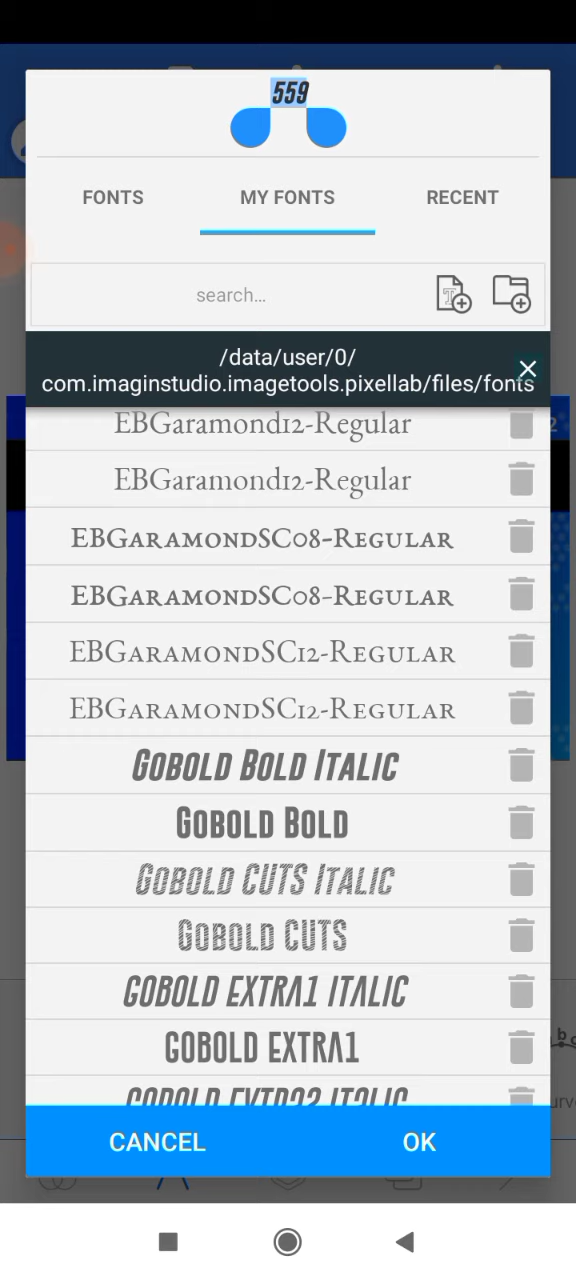 559
FONTS MY FONTS RECENT
search...
/data/user/0/
com.imaginstudio.imagetools.pixellab/files/fonts
EBGaramond12-Regular
EBGaramond12-Regular
EBGaramondSC08-Regular
EBGaramondSC08-Regular
EBGaramondSC12-Regular
EBGaramondSC12-Regular
Gobold Bold Italic
Gobold Bold
Gobold CUTS Italic
Gobold CUTS
GOBOLD EXTRA1 ITALIC
GOBOLD EXTRA1
CANCEL OK